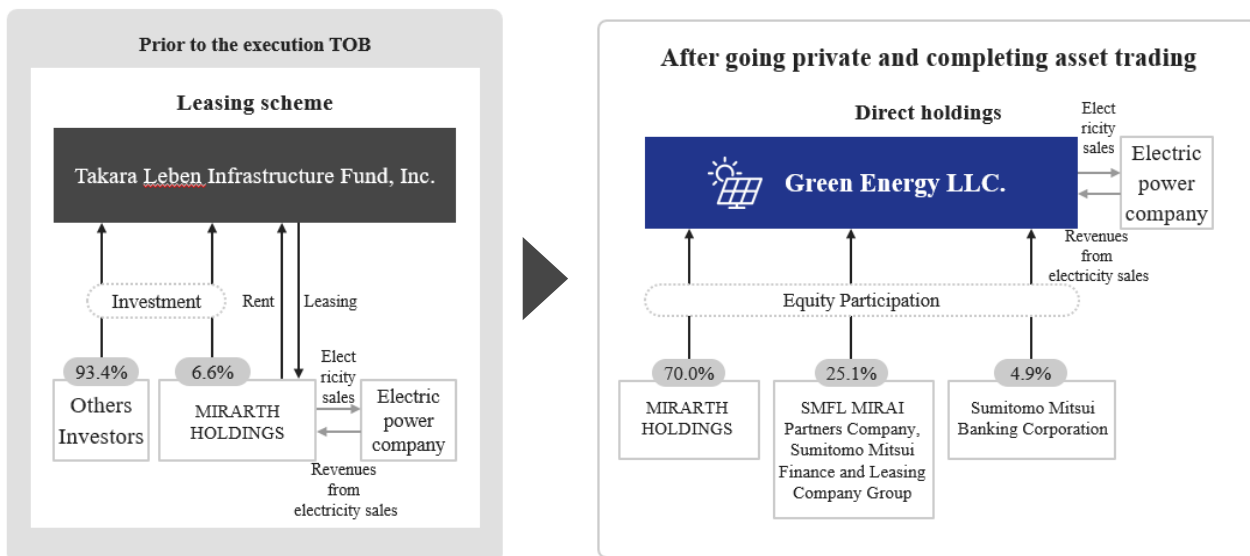 Prior to the execution TOB
Leasing scheme
Takara Leben Infrastructure Fund, Inc.
Investment
Rent
Leasing
93.4%
Others
Investors
6.6%
MIRARTH
HOLDINGS
Elect
ricity
sales
Electric
power
company
Revenues
from
electricity sales
After going private and completing asset trading
Direct holdings
Green Energy LLC.
Elect
ricity
sales
Electric
power
company
Revenues
from
electricity sales
Equity Participation
70.0%
MIRARTH
HOLDINGS
25.1%
SMFL MIRAI
Partners Company,
Sumitomo Mitsui
Finance and Leasing
Company Group
4.9%
Sumitomo Mitsui
Banking Corporation